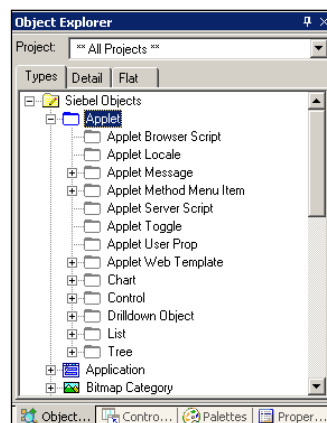 Object Explorer
Project: ** All Projects **
Types Detail Flat
Siebel Objects
Applet
Applet Browser Script
Applet Locale
Applet Message
Applet Method Menu Item
Applet Server Script
Applet Toggle
Applet User Prop
Applet Web Template
Chart
Control
Drilldown Object
List
Tree
Application
Bitmap Category
Object... Contro... Palettes Proper...